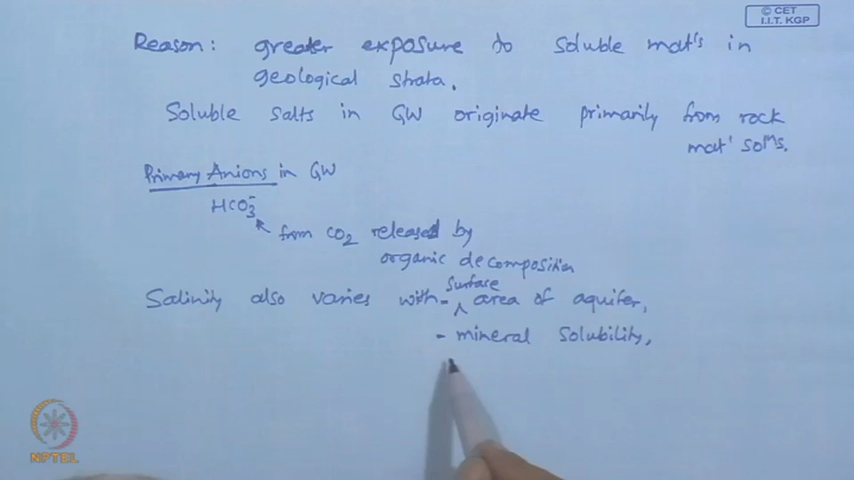 © CET
I.I.T. KGP
Reason: greater exposure to soluble mat's in
geological strata.
Soluble salts in GW originate primarily from rock
mat' solⁿs.
Primary Anions in GW
HCO₃⁻
from CO₂ released by
organic decomposition
Salinity also varies with - surface area of aquifer,
- mineral solubility,
NPTEL